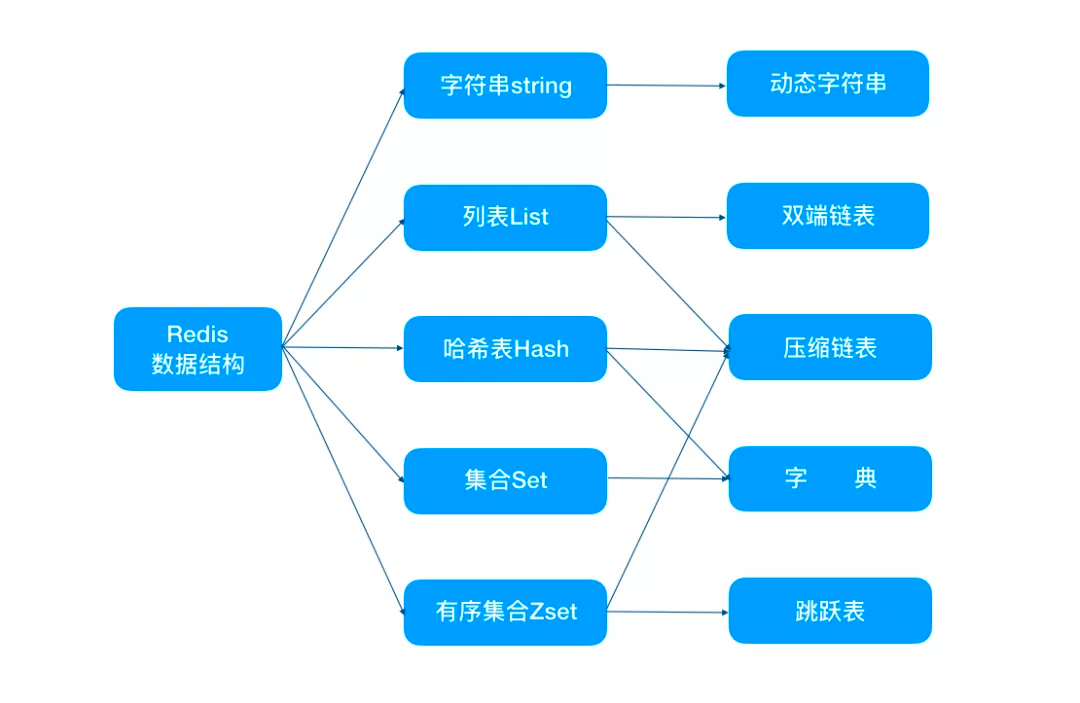 Redis
数据结构
字符串string
列表List
哈希表Hash
集合Set
有序集合Zset
动态字符串
双端链表
压缩链表
字 典
跳跃表